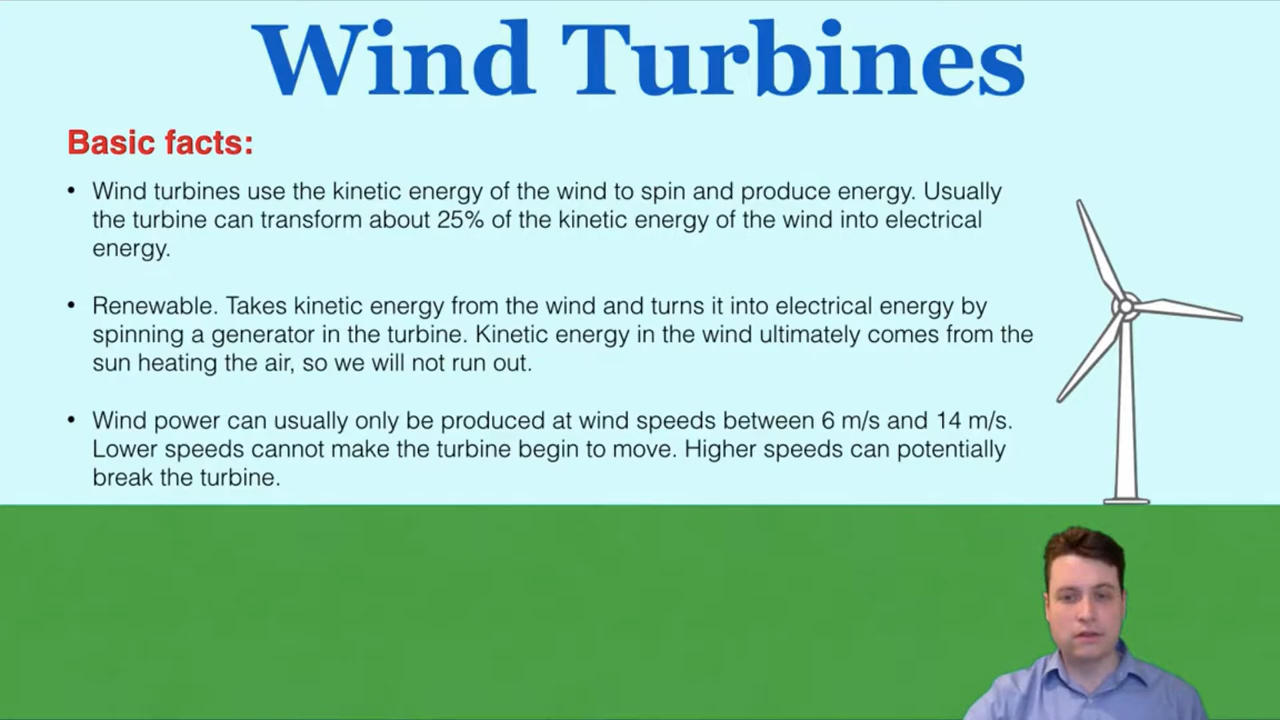 Wind Turbines
Basic facts:
• Wind turbines use the kinetic energy of the wind to spin and produce energy. Usually
the turbine can transform about 25% of the kinetic energy of the wind into electrical
energy.
• Renewable. Takes kinetic energy from the wind and turns it into electrical energy by
spinning a generator in the turbine. Kinetic energy in the wind ultimately comes from the
sun heating the air, so we will not run out.
• Wind power can usually only be produced at wind speeds between 6 m/s and 14 m/s.
Lower speeds cannot make the turbine begin to move. Higher speeds can potentially
break the turbine.